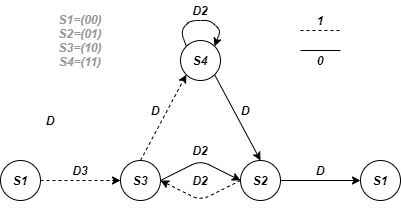 S1=(00)
S2=(01)
S3=(10)
S4=(11)
D2
1
0
S4
D
D
D
D2
D3
D2
D
S1
S3
S2
S1